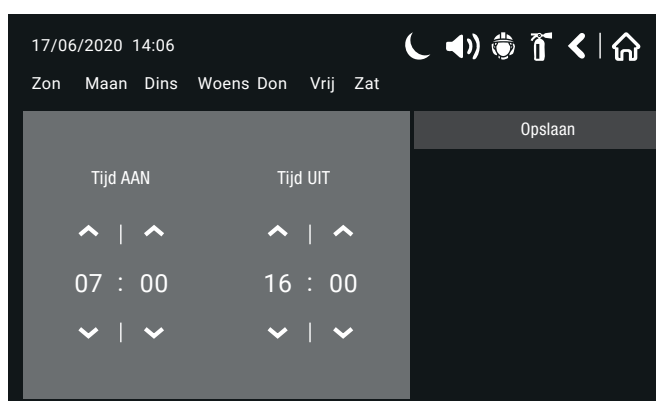 17/06/2020 14:06
Zon Maan Dins Woens Don Vrij Zat
Opslaan
Tijd AAN Tijd UIT
07 : 00 16 : 00